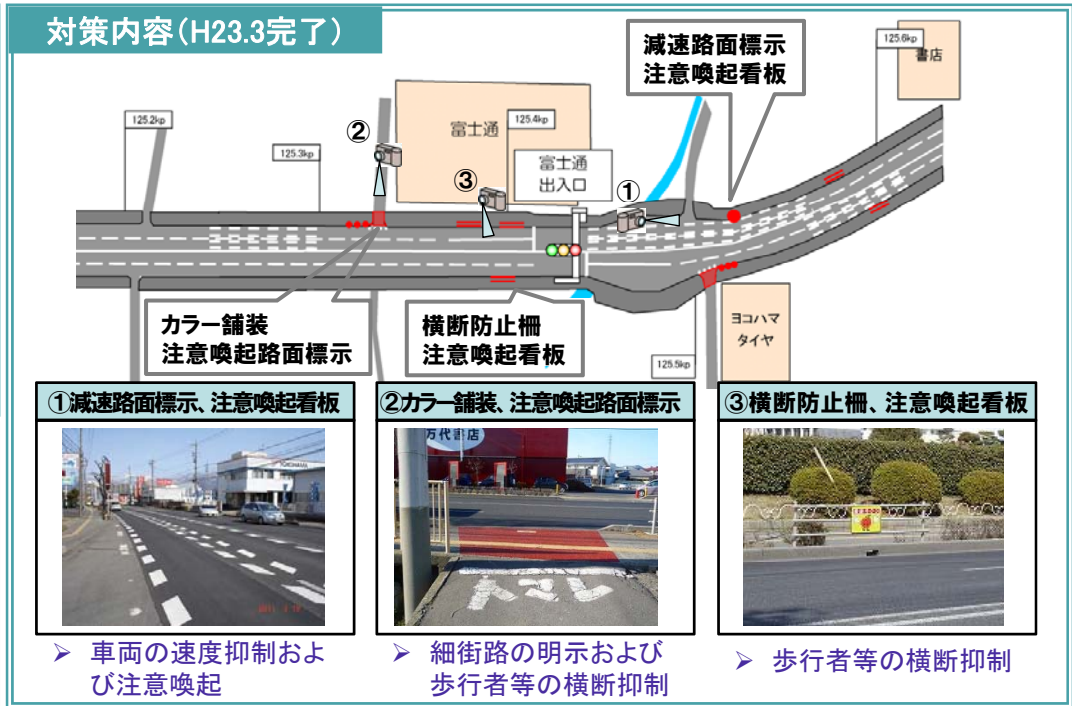 対策内容(H23.3完了)
減速路面標示
注意喚起看板
125.6kp
書店
125.2kp
②
富士通
125.4kp
125.3kp
③
富士通
出入口
①
カラー舗装
注意喚起路面標示
横断防止柵
注意喚起看板
ヨコハマ
タイヤ
125.5kp
①減速路面標示、注意喚起看板
②カラー舗装、注意喚起路面標示
③横断防止柵、注意喚起看板
万代書店
止まれ
➢ 車両の速度抑制およ
び注意喚起
➢ 細街路の明示および
歩行者等の横断抑制
➢ 歩行者等の横断抑制